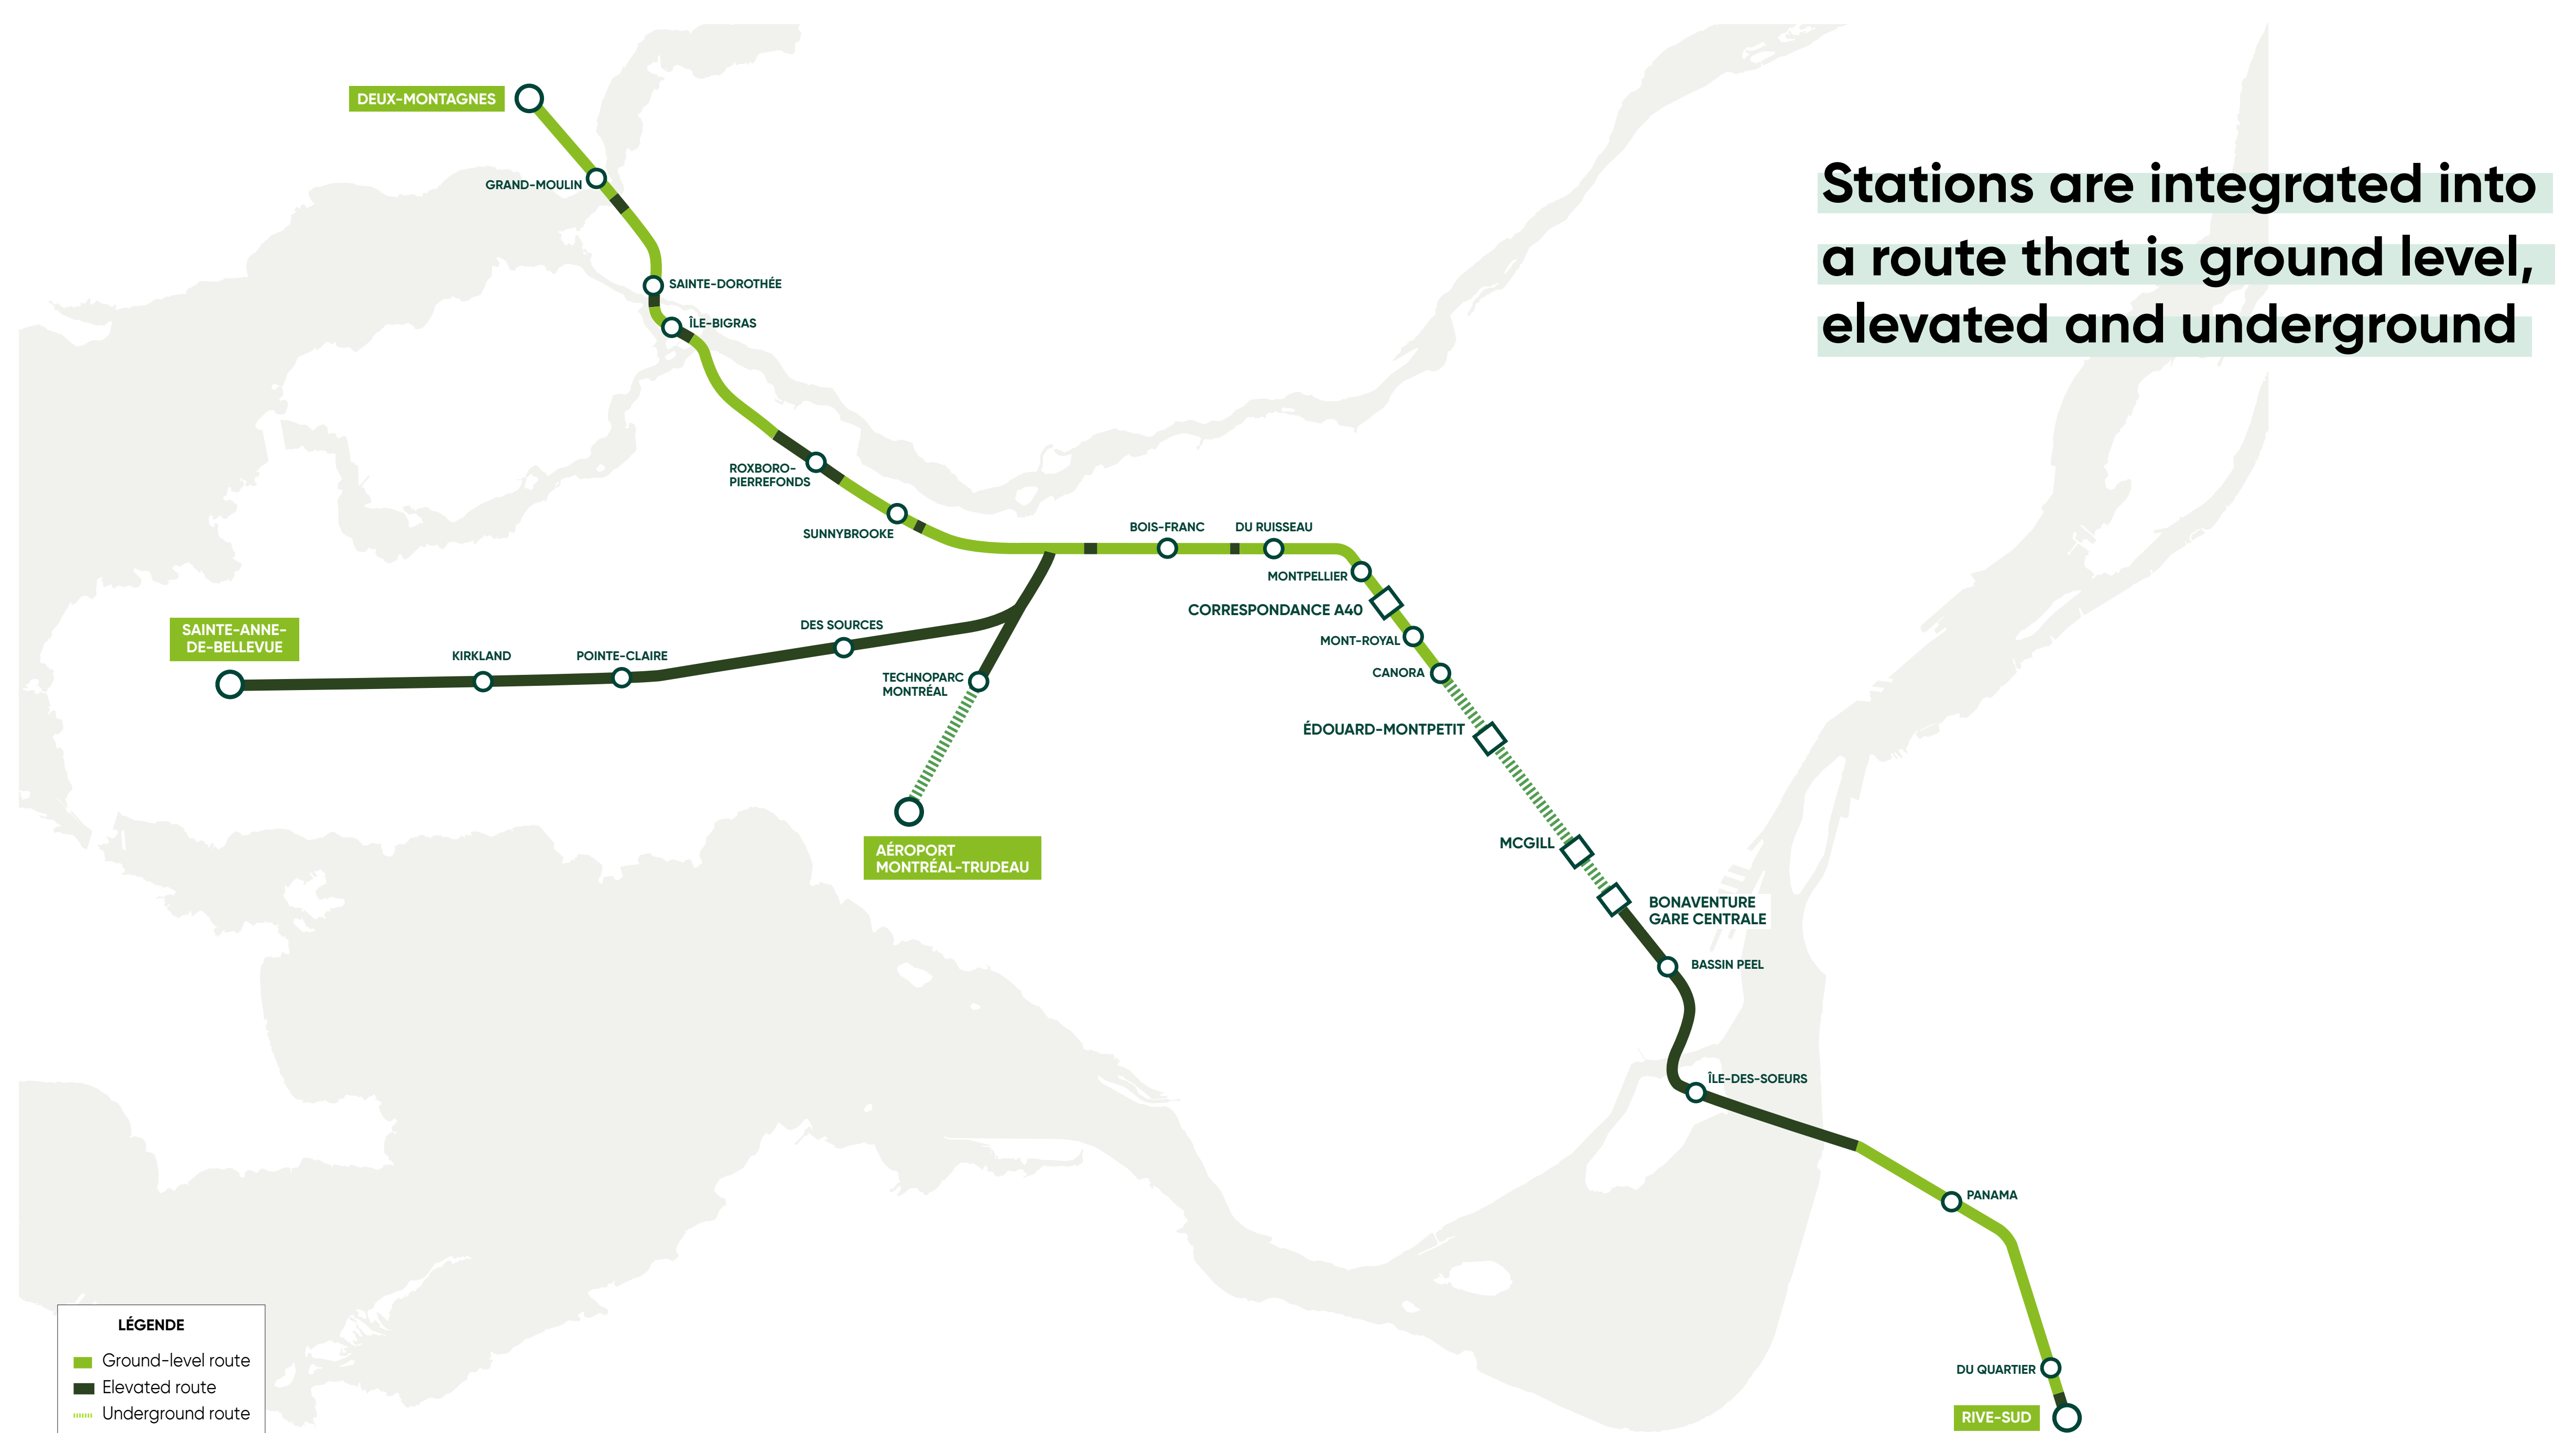 Stations are integrated into
a route that is ground level,
elevated and underground
DEUX-MONTAGNES
GRAND-MOULIN
SAINTE-DOROTHÉE
ÎLE-BIGRAS
ROXBORO-
PIERREFONDS
SUNNYBROOKE
BOIS-FRANC
DU RUISSEAU
MONTPELLIER
CORRESPONDANCE A40
MONT-ROYAL
CANORA
SAINTE-ANNE-
DE-BELLEVUE
KIRKLAND
POINTE-CLAIRE
DES SOURCES
TECHNOPARC
MONTRÉAL
AÉROPORT
MONTRÉAL-TRUDEAU
ÉDOUARD-MONTPETIT
MCGILL
BONAVENTURE
GARE CENTRALE
BASSIN PEEL
ÎLE-DES-SOEURS
PANAMA
DU QUARTIER
RIVE-SUD
LÉGENDE
Ground-level route
Elevated route
Underground route